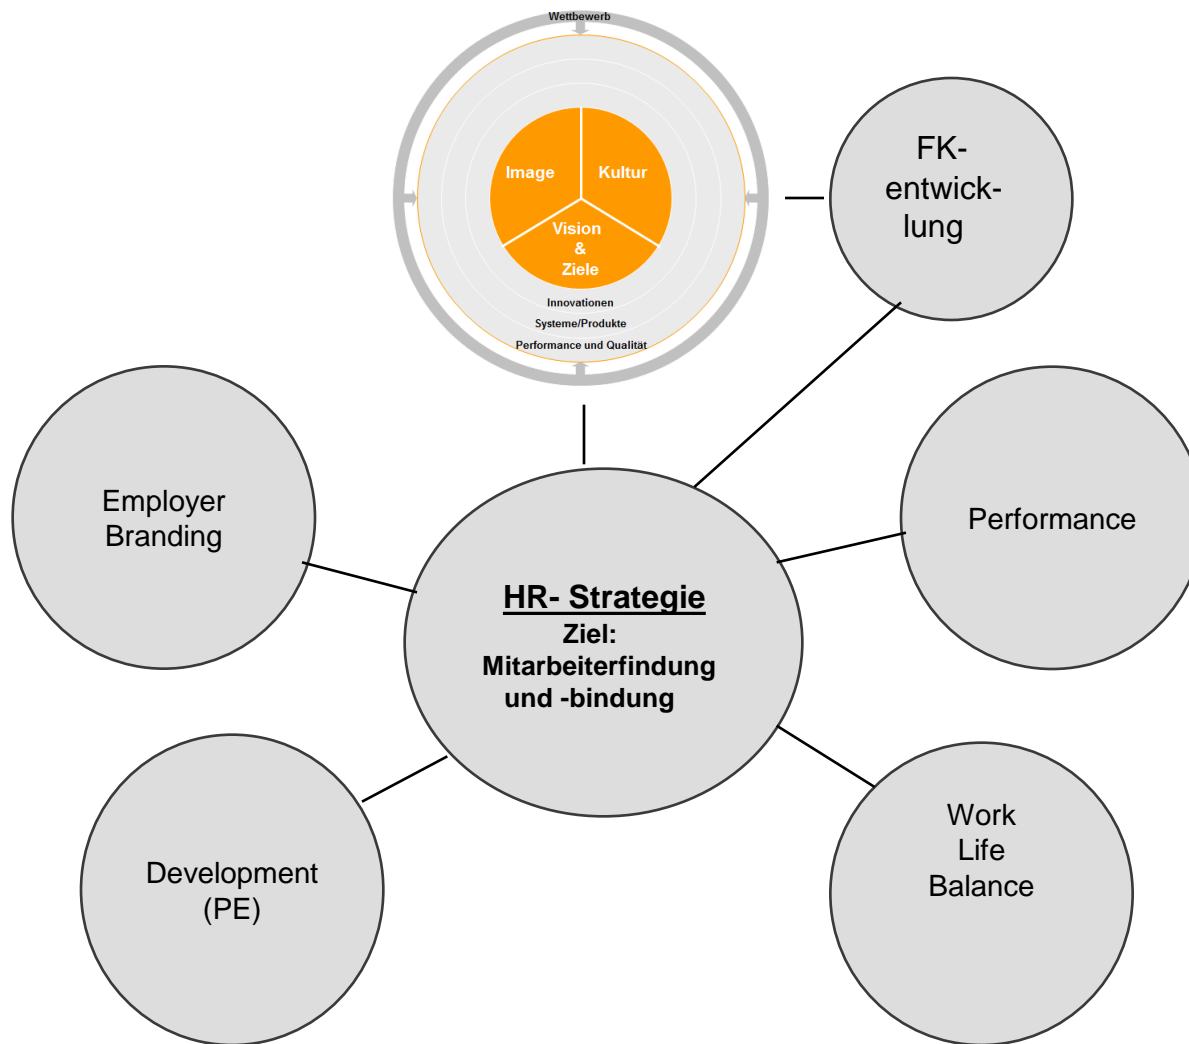 Wettbewerb
Image
Kultur
Vision
&
Ziele
Innovationen
Systeme/Produkte
Performance und Qualität
FK-
entwick-
lung
Employer
Branding
Performance
HR- Strategie
Ziel:
Mitarbeiterfindung
und -bindung
Development
(PE)
Work
Life
Balance